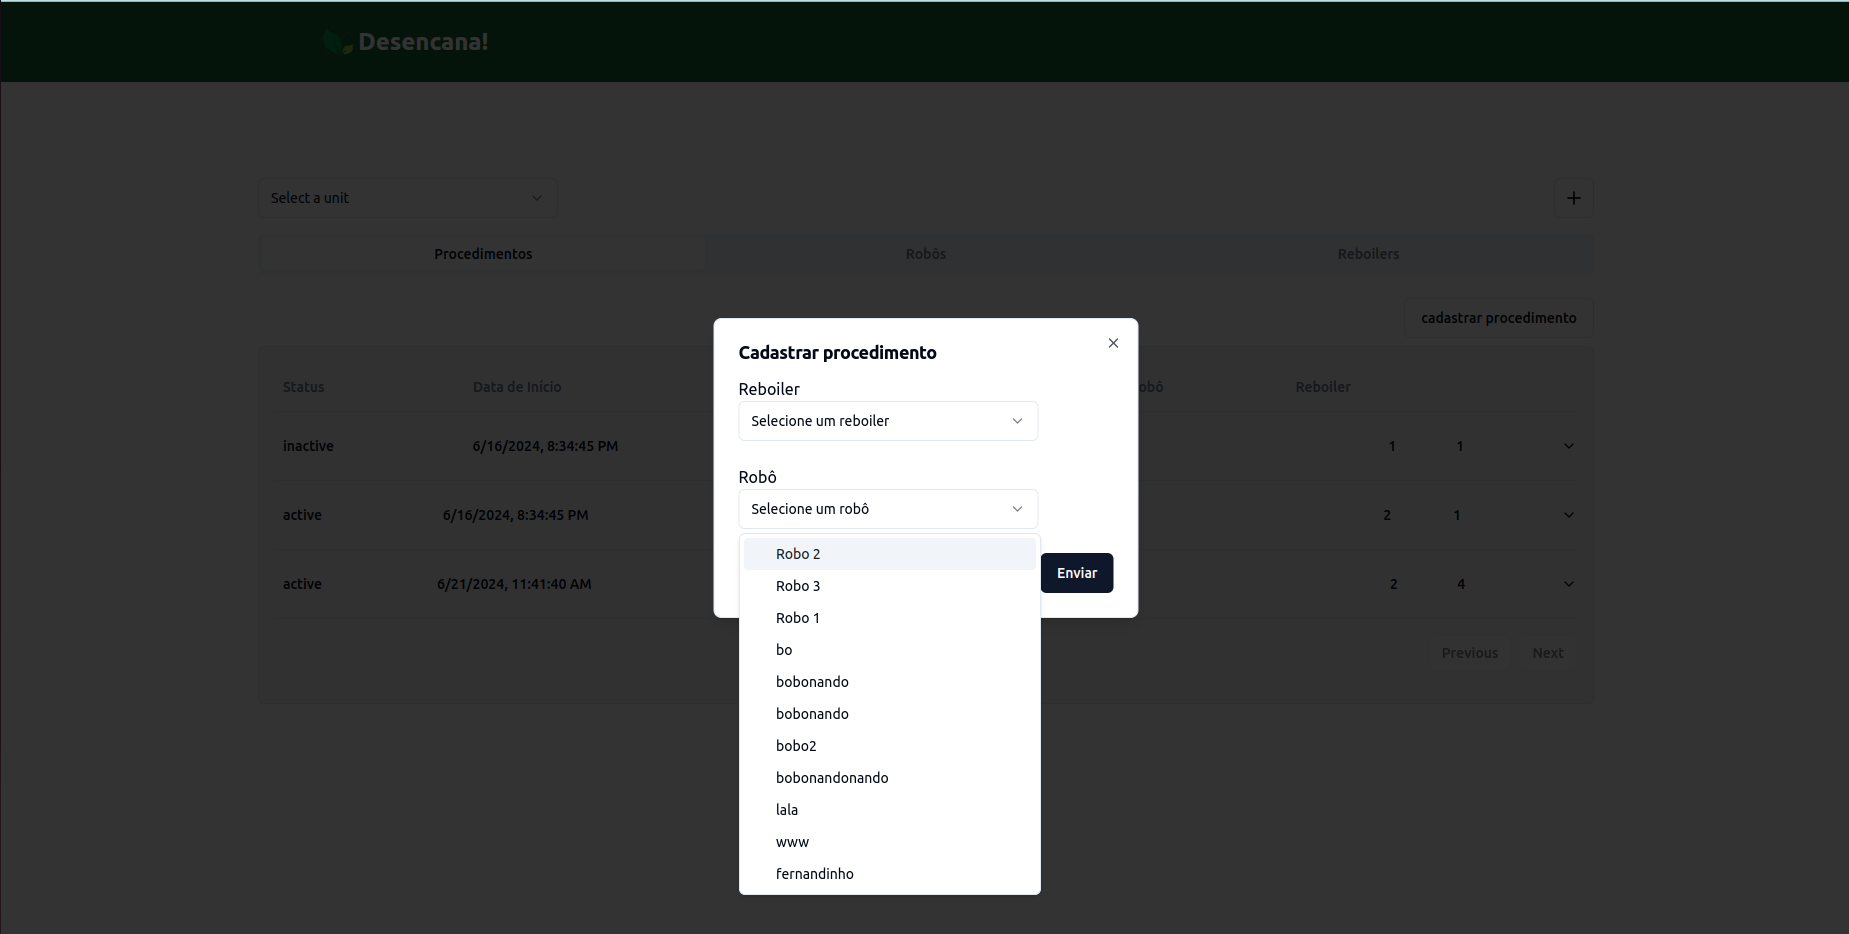 Desencana!
Select a unit
Procedimentos Robôs Reboilers
cadastrar procedimento
Status Data de Início obô Reboiler
inactive 6/16/2024, 8:34:45 PM 1 1
active 6/16/2024, 8:34:45 PM 2 1
active 6/21/2024, 11:41:40 AM 2 4
Previous Next
Cadastrar procedimento
Reboiler
Selecione um reboiler
Robô
Selecione um robô
Robo 2
Robo 3
Robo 1
bo
bobonando
bobonando
bobo2
bobonandonando
lala
www
fernandinho
Enviar